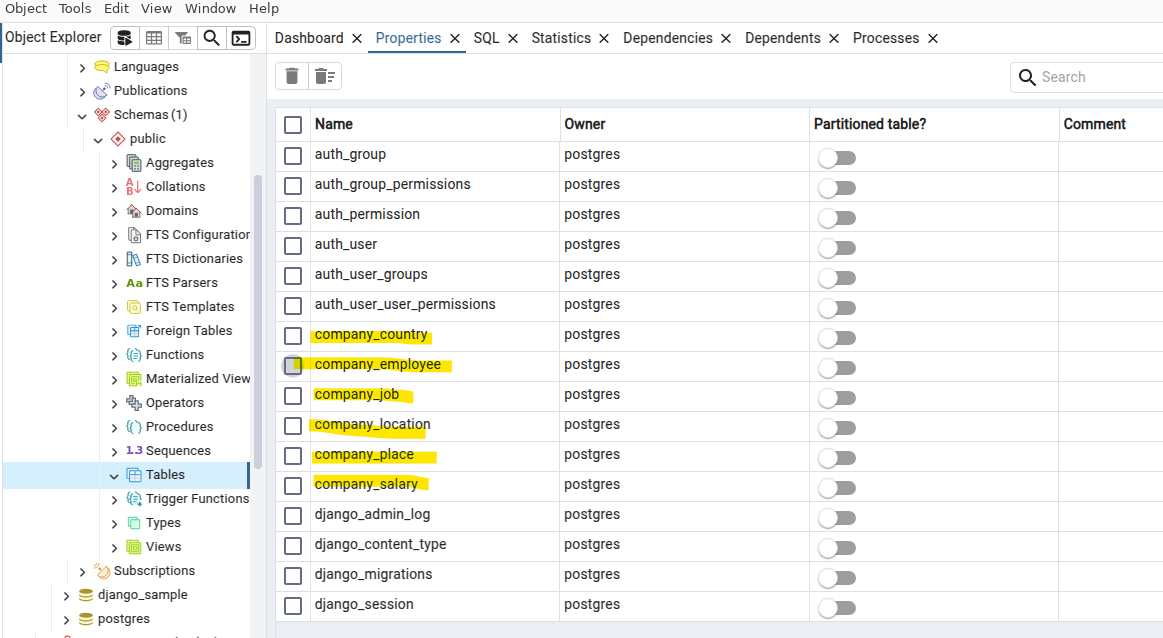 Object Tools Edit View Window Help
Object Explorer
Dashboard Properties SQL Statistics Dependencies Dependents Processes
Languages
Publications
Schemas (1)
public
Aggregates
Collations
Domains
FTS Configuration
FTS Dictionaries
Aa FTS Parsers
FTS Templates
Foreign Tables
Functions
Materialized View
Operators
Procedures
1.3 Sequences
Tables
Trigger Functions
Types
Views
Subscriptions
django_sample
postgres
Search
Name Owner Partitioned table? Comment
auth_group postgres
auth_group_permissions postgres
auth_permission postgres
auth_user postgres
auth_user_groups postgres
auth_user_user_permissions postgres
company_country postgres
company_employee postgres
company_job postgres
company_location postgres
company_place postgres
company_salary postgres
django_admin_log postgres
django_content_type postgres
django_migrations postgres
django_session postgres